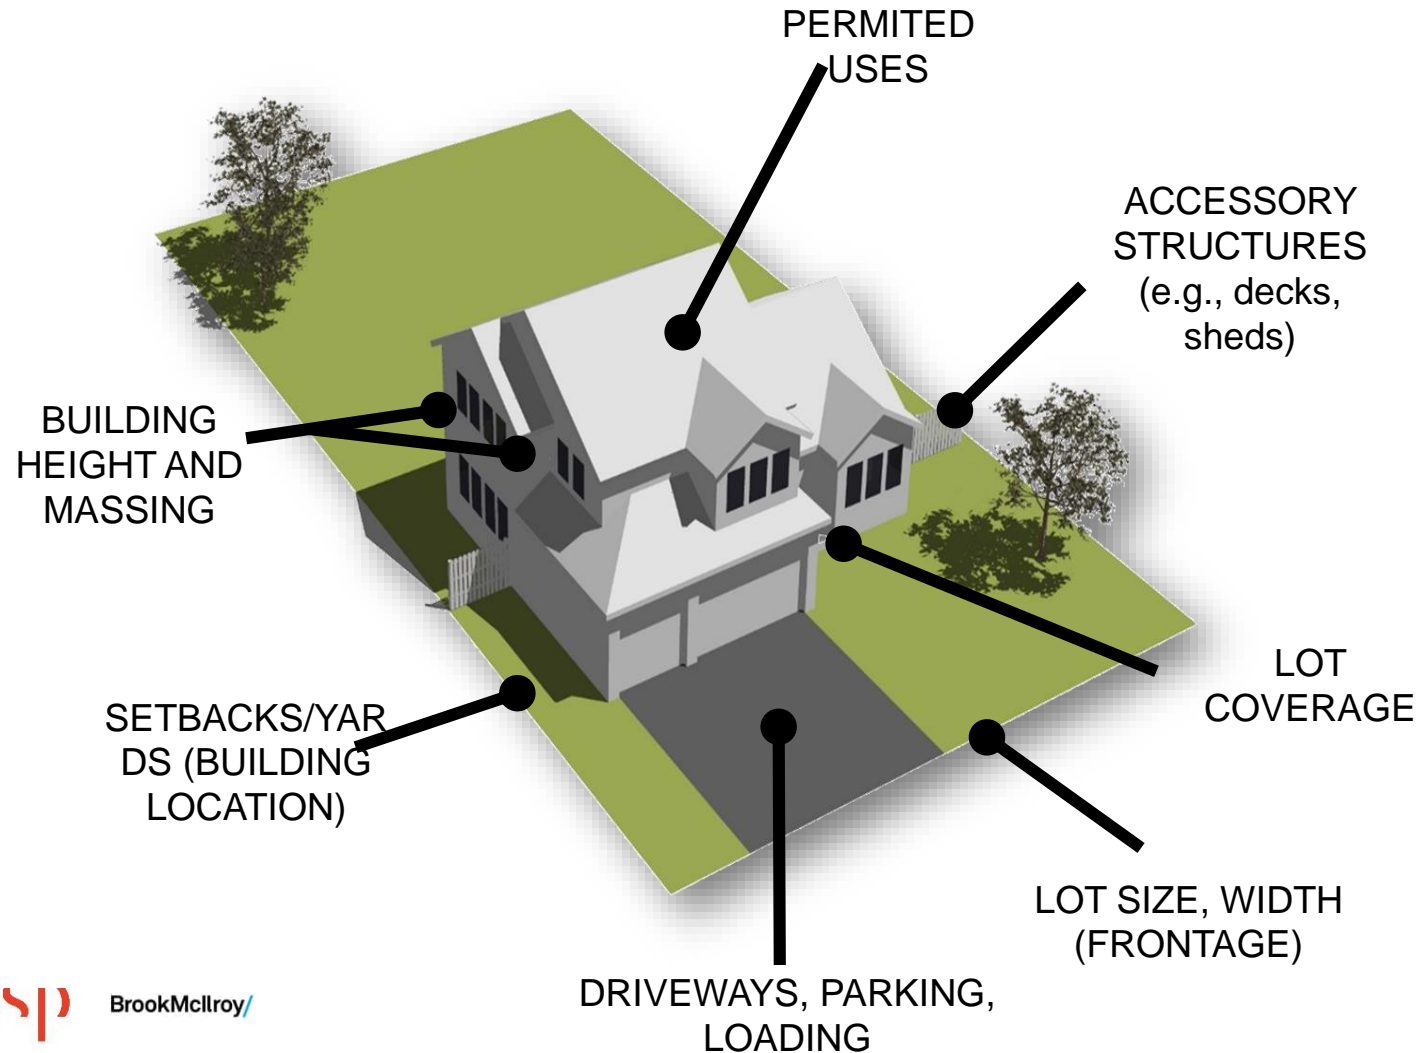 PERMITED
USES
ACCESSORY
STRUCTURES
(e.g., decks,
sheds)
BUILDING
HEIGHT AND
MASSING
LOT
COVERAGE
SETBACKS/YAR
DS (BUILDING
LOCATION)
LOT SIZE, WIDTH
(FRONTAGE)
DRIVEWAYS, PARKING,
LOADING
SP
BrookMcIlroy/